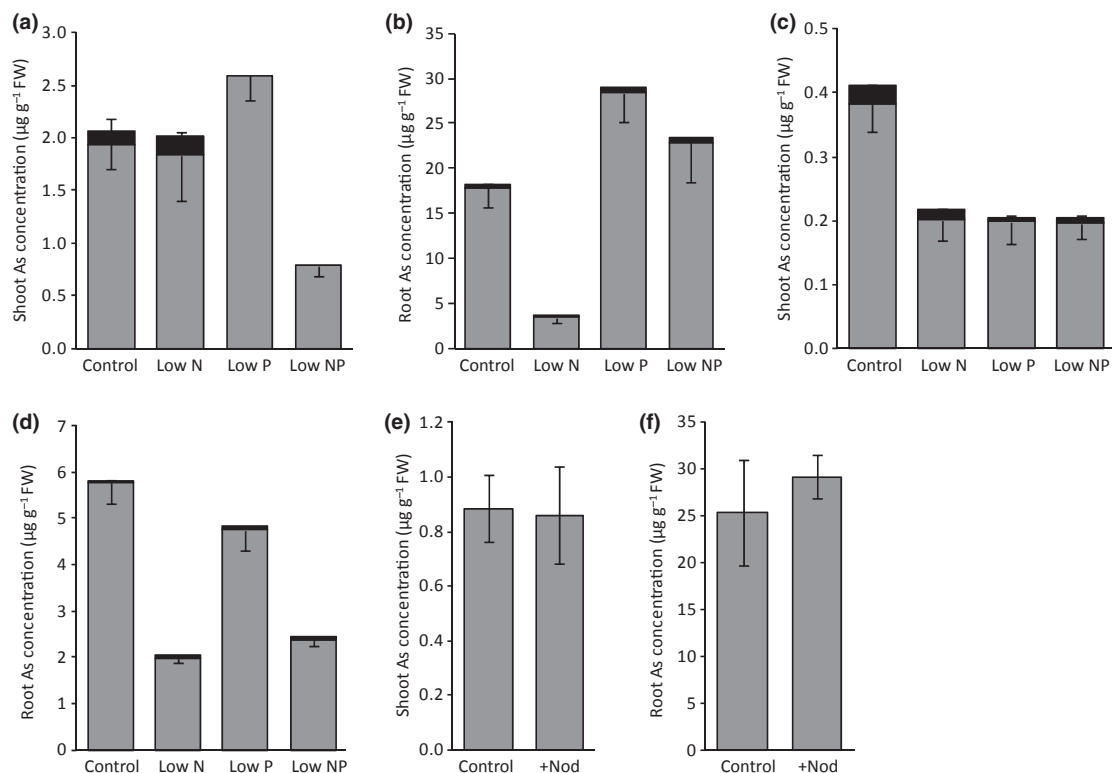 (a)
Shoot As concentration (µg g⁻¹ FW)
3.0
2.5
2.0
1.5
1.0
0.5
0.0
Control Low N Low P Low NP
(b)
Root As concentration (µg g⁻¹ FW)
35
30
25
20
15
10
5
0
Control Low N Low P Low NP
(c)
Shoot As concentration (µg g⁻¹ FW)
0.5
0.4
0.3
0.2
0.1
0.0
Control Low N Low P Low NP
(d)
Root As concentration (µg g⁻¹ FW)
7
6
5
4
3
2
1
0
Control Low N Low P Low NP
(e)
Shoot As concentration (µg g⁻¹ FW)
1.2
1.0
0.8
0.6
0.4
0.2
0.0
Control +Nod
(f)
Root As concentration (µg g⁻¹ FW)
35
30
25
20
15
10
5
0
Control +Nod